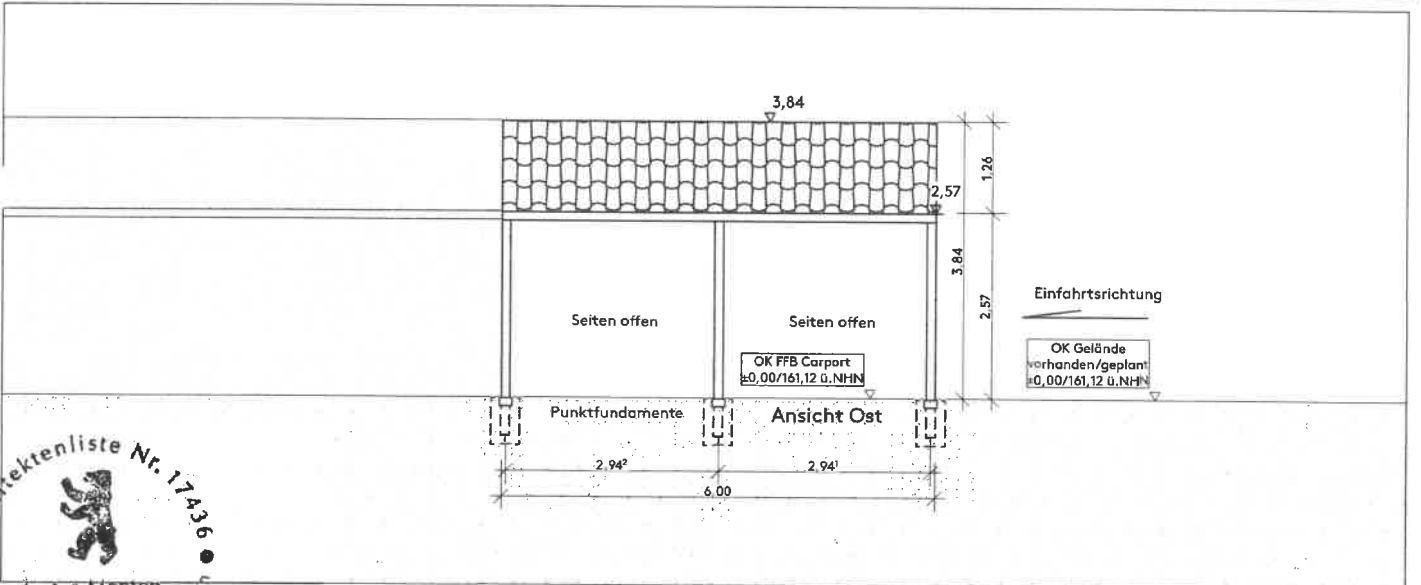 3,84
1,26
2,57
3,84
2,57
Einfahrtsrichtung
Seiten offen
Seiten offen
OK FFB Carport
±0,00/161,12 ü.NHN
OK Gelände
vorhanden/geplant
±0,00/161,12 ü.NHN
Punktfundamente
Ansicht Ost
2,94²
2,94¹
6,00
tektenliste Nr. 17436